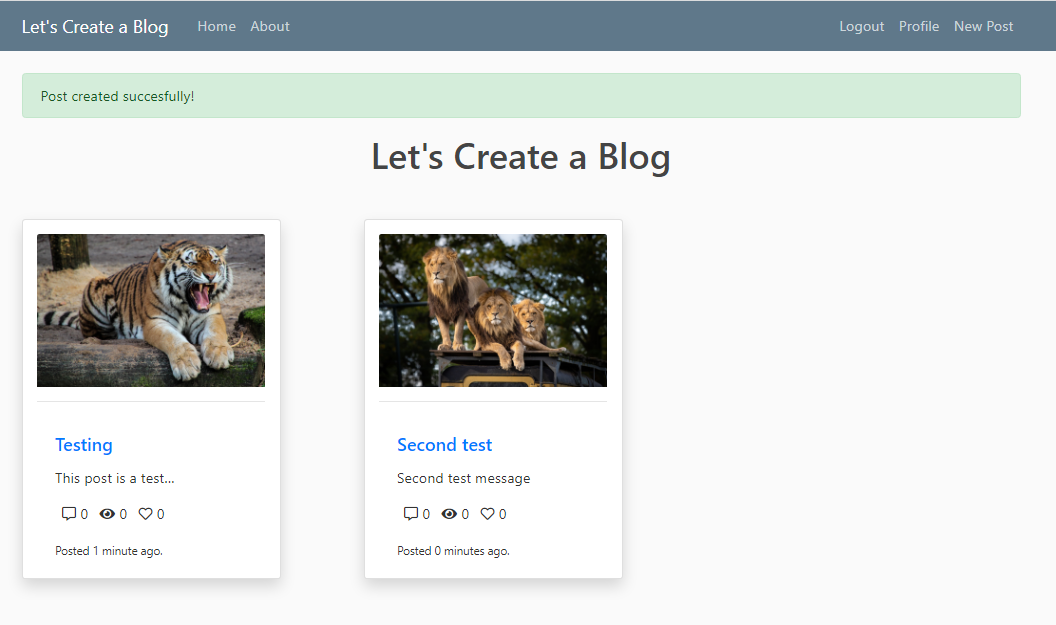 Let's Create a Blog Home About Logout Profile New Post
Post created succesfully!
Let's Create a Blog
Testing
This post is a test...
0 0 0
Posted 1 minute ago.
Second test
Second test message
0 0 0
Posted 0 minutes ago.